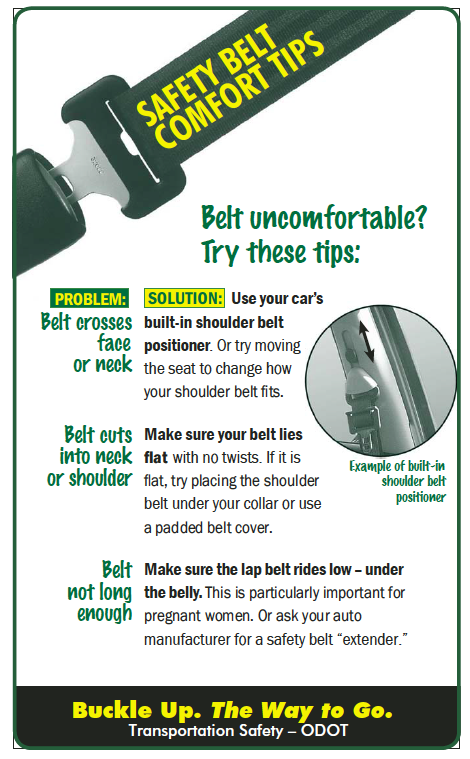 SAFETY BELT
COMFORT TIPS
Belt uncomfortable?
Try these tips:
PROBLEM:
Belt crosses
face
or neck
SOLUTION: Use your car's
built-in shoulder belt
positioner. Or try moving
the seat to change how
your shoulder belt fits.
Example of built-in
shoulder belt
positioner
Belt cuts
into neck
or shoulder
Make sure your belt lies
flat with no twists. If it is
flat, try placing the shoulder
belt under your collar or use
a padded belt cover.
Belt
not long
enough
Make sure the lap belt rides low – under
the belly. This is particularly important for
pregnant women. Or ask your auto
manufacturer for a safety belt “extender.”
Buckle Up. The Way to Go.
Transportation Safety – ODOT